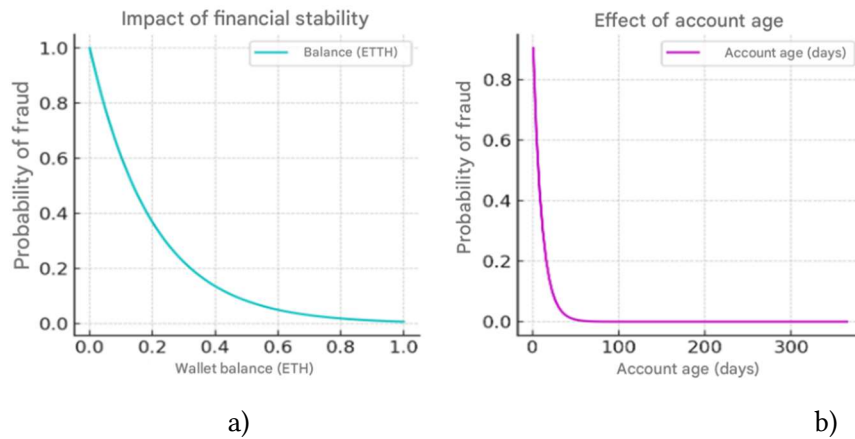 Impact of financial stability
Balance (ETTH)
Probability of fraud
1.0
0.8
0.6
0.4
0.2
0.0
0.0 0.2 0.4 0.6 0.8 1.0
Wallet balance (ETH)
a)
Effect of account age
Account age (days)
Probability of fraud
0.8
0.6
0.4
0.2
0.0
0 100 200 300
Account age (days)
b)